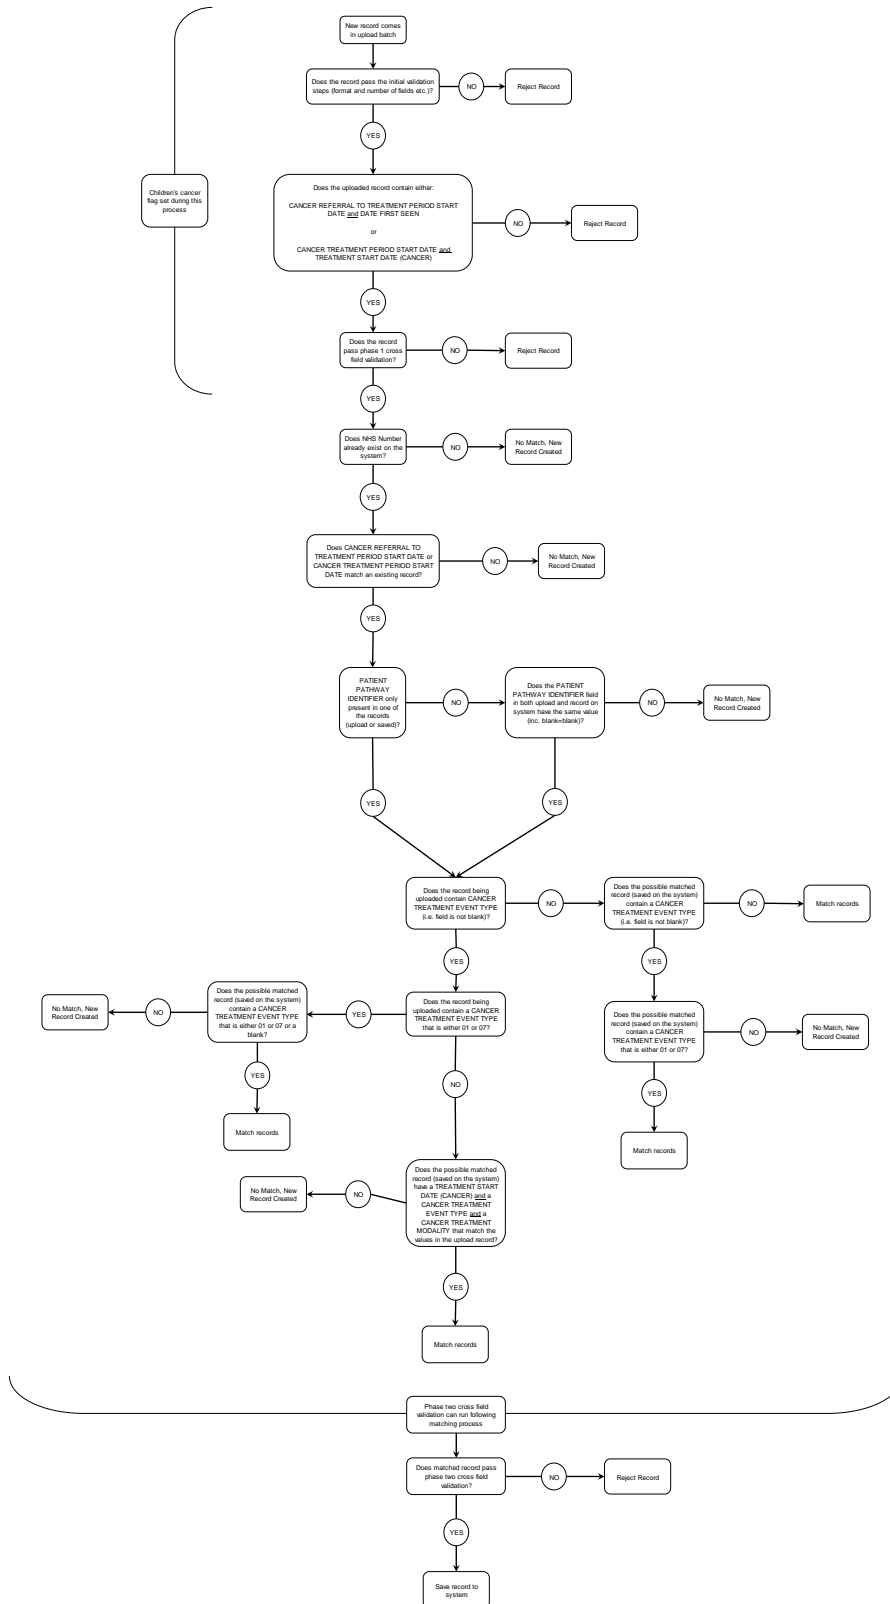 New record comes
in upload batch
Does the record pass the initial validation
steps (format and number of fields etc.)?
NO
Reject Record
YES
Children's cancer
flag set during this
process
Does the uploaded record contain either:
CANCER REFERRAL TO TREATMENT PERIOD START
DATE and DATE FIRST SEEN
or
CANCER TREATMENT PERIOD START DATE and
TREATMENT START DATE (CANCER)
NO
Reject Record
YES
Does the record
pass phase 1 cross
field validation?
NO
Reject Record
YES
Does NHS Number
already exist on the
system?
NO
No Match, New
Record Created
YES
Does CANCER REFERRAL TO
TREATMENT PERIOD START DATE or
CANCER TREATMENT PERIOD START
DATE match an existing record?
NO
No Match, New
Record Created
YES
PATIENT
PATHWAY
IDENTIFIER only
present in one of
the records
(upload or saved)?
NO
Does the PATIENT
PATHWAY IDENTIFIER field
in both upload and record on
system have the same value
(inc. blank=blank)?
NO
No Match, New
Record Created
YES
YES
Does the record being
uploaded contain CANCER
TREATMENT EVENT TYPE
(i.e. field is not blank)?
NO
Does the possible matched
record (saved on the system)
contain a CANCER
TREATMENT EVENT TYPE
(i.e. field is not blank)?
NO
Match records
YES
YES
No Match, New
Record Created
NO
Does the possible matched
record (saved on the system)
contain a CANCER
TREATMENT EVENT TYPE
that is either 01 or 07 or a
blank?
YES
Does the record being
uploaded contain a CANCER
TREATMENT EVENT TYPE
that is either 01 or 07?
Does the possible matched
record (saved on the system)
contain a CANCER
TREATMENT EVENT TYPE
that is either 01 or 07?
NO
No Match, New
Record Created
YES
NO
YES
Match records
Match records
No Match, New
Record Created
NO
Does the possible matched
record (saved on the system)
have a TREATMENT START
DATE (CANCER) and a
CANCER TREATMENT
EVENT TYPE and a
CANCER TREATMENT
MODALITY that match the
values in the upload record?
YES
Match records
Phase two cross field
validation can run following
matching process
Does matched record pass
phase two cross field
validation?
NO
Reject Record
YES
Save record to
system